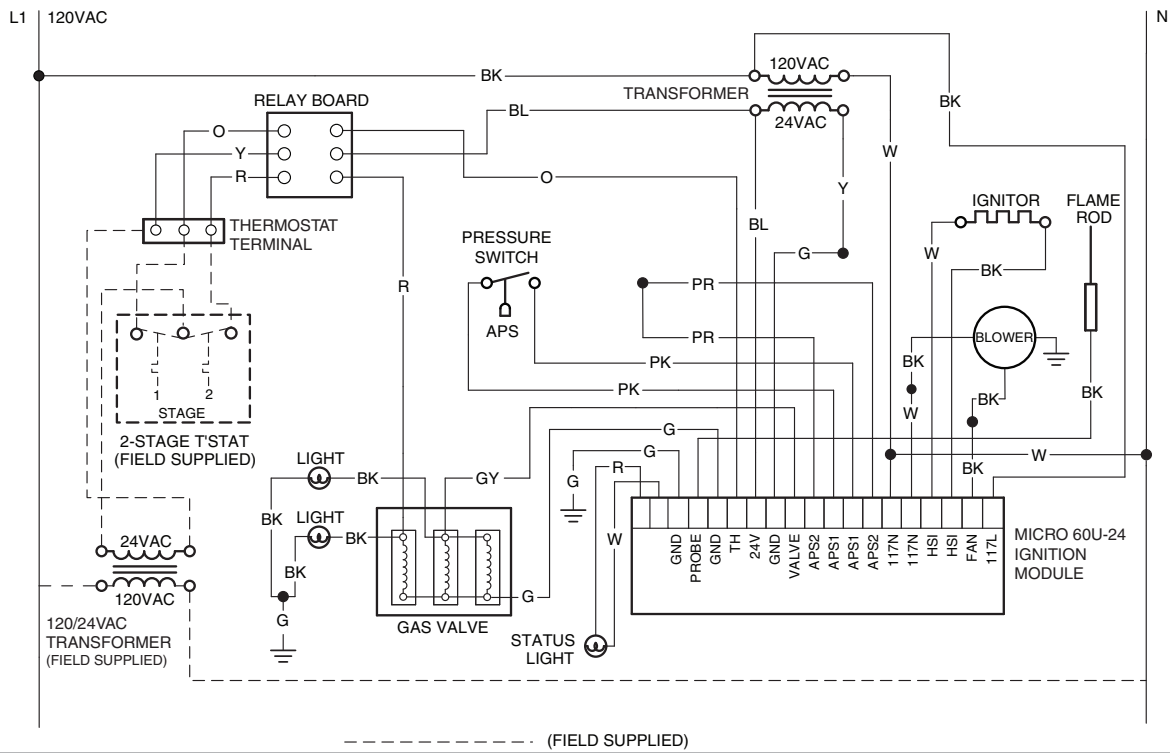 L1 120VAC
N
BK
120VAC
TRANSFORMER
24VAC
BK
RELAY BOARD
BL
O
Y
R
O
W
Y
BL
THERMOSTAT
TERMINAL
IGNITOR
FLAME
ROD
PRESSURE
SWITCH
APS
R
G
W
BK
PR
PR
BLOWER
PK
PK
BK
W
BK
BK
1
2
STAGE
2-STAGE T'STAT
(FIELD SUPPLIED)
LIGHT
BK
GY
G
G
R
G
W
BK
W
BK
LIGHT
BK
BK
G
24VAC
120VAC
120/24VAC
TRANSFORMER
(FIELD SUPPLIED)
GAS VALVE
G
STATUS
LIGHT
GND
PROBE
GND
TH
24V
GND
VALVE
APS2
APS1
APS1
APS2
117N
117N
HSI
HSI
FAN
117L
MICRO 60U-24
IGNITION
MODULE
(FIELD SUPPLIED)